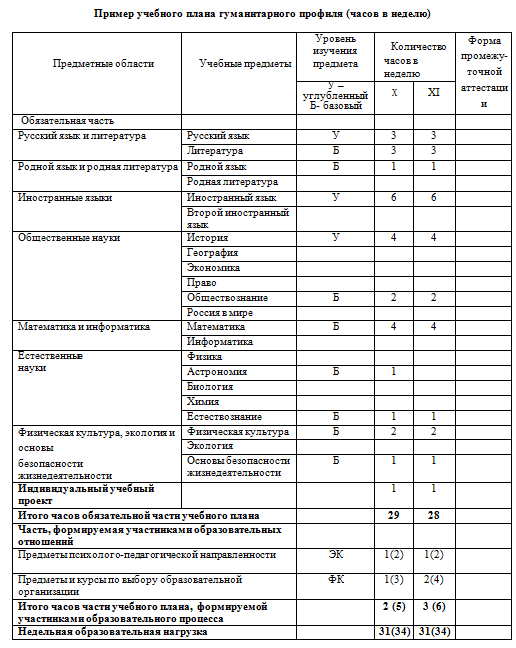 Пример учебного плана гуманитарного профиля (часов в неделю)
Предметные области Учебные предметы Уровень изучения предмета Количество часов в неделю Форма промежу-точной аттестаци и
У – углубленный Б- базовый X XI
Обязательная часть
Русский язык и литература Русский язык У 3 3
Литература Б 3 3
Родной язык и родная литература Родной язык Б 1 1
Родная литература
Иностранные языки Иностранный язык У 6 6
Второй иностранный
язык
Общественные науки История У 4 4
География
Экономика
Право
Обществознание Б 2 2
Россия в мире
Математика и информатика Математика Б 4 4
Информатика
Естественные Физика
науки
Астрономия Б 1
Биология
Химия
Естествознание Б 1 1
Физическая культура, экология и Физическая культура Б 2 2
основы Экология
безопасности Основы безопасности Б 1 1
жизнедеятельности жизнедеятельности
Индивидуальный учебный 1 1
проект
Итого часов обязательной части учебного плана 29 28
Часть, формируемая участниками образовательных
отношений
Предметы психолого-педагогической направленности ЭК 1(2) 1(2)
Предметы и курсы по выбору образовательной ФК 1(3) 2(4)
организации
Итого часов части учебного плана, формируемой 2 (5) 3 (6)
участниками образовательного процесса
Недельная образовательная нагрузка 31(34) 31(34)